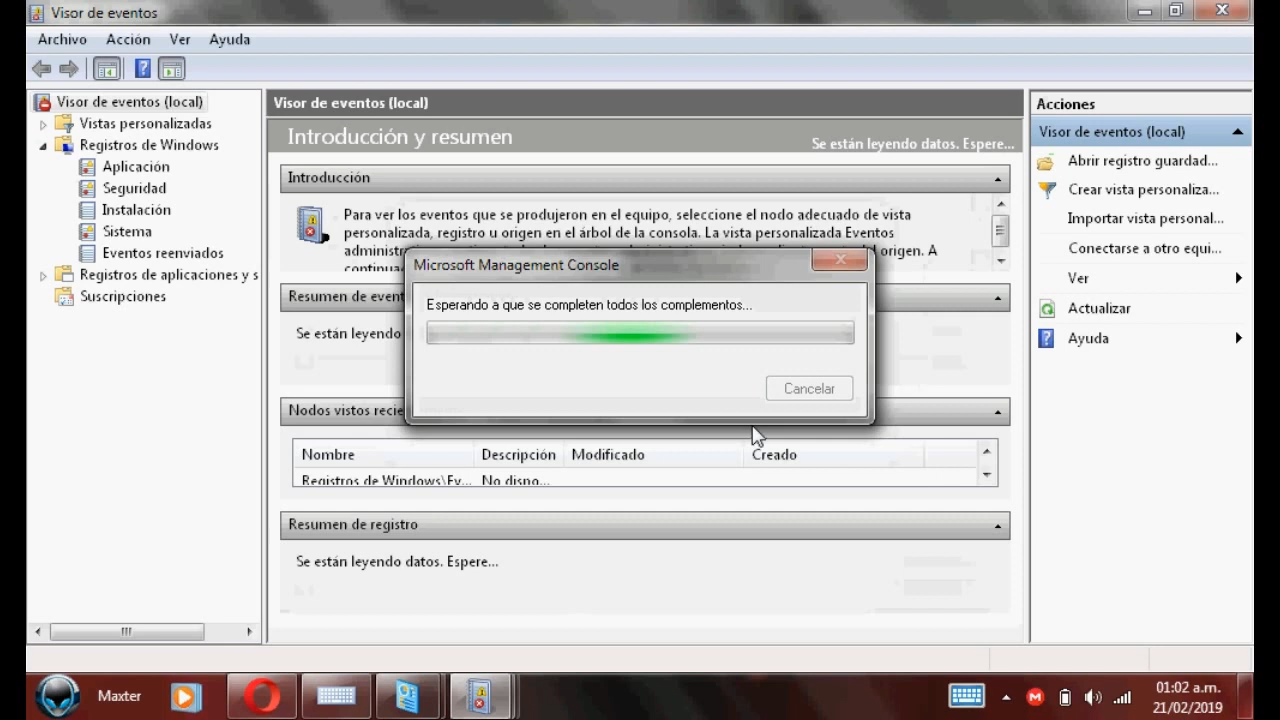 Visor de eventos
Archivo Acción Ver Ayuda
Visor de eventos (local)
Vistas personalizadas
Registros de Windows
Aplicación
Seguridad
Instalación
Sistema
Eventos reenviados
Registros de aplicaciones y s
Suscripciones
Visor de eventos (local)
Introducción y resumen
Se están leyendo datos. Espere...
Introducción
Para ver los eventos que se produjeron en el equipo, seleccione el nodo adecuado de vista
personalizada, registro u origen en el árbol de la consola. La vista personalizada Eventos
administr
origen. A
continua
Microsoft Management Console
Esperando a que se completen todos los complementos...
Cancelar
Resumen de event
Se están leyendo
Nodos vistos recie
Nombre Descripción Modificado Creado
Registros de Windows\Ev... No dispo...
Resumen de registro
Se están leyendo datos. Espere...
Acciones
Visor de eventos (local)
Abrir registro guardad...
Crear vista personaliza...
Importar vista personal...
Conectarse a otro equi...
Ver
Actualizar
Ayuda
Maxter
01:02 a.m.
21/02/2019